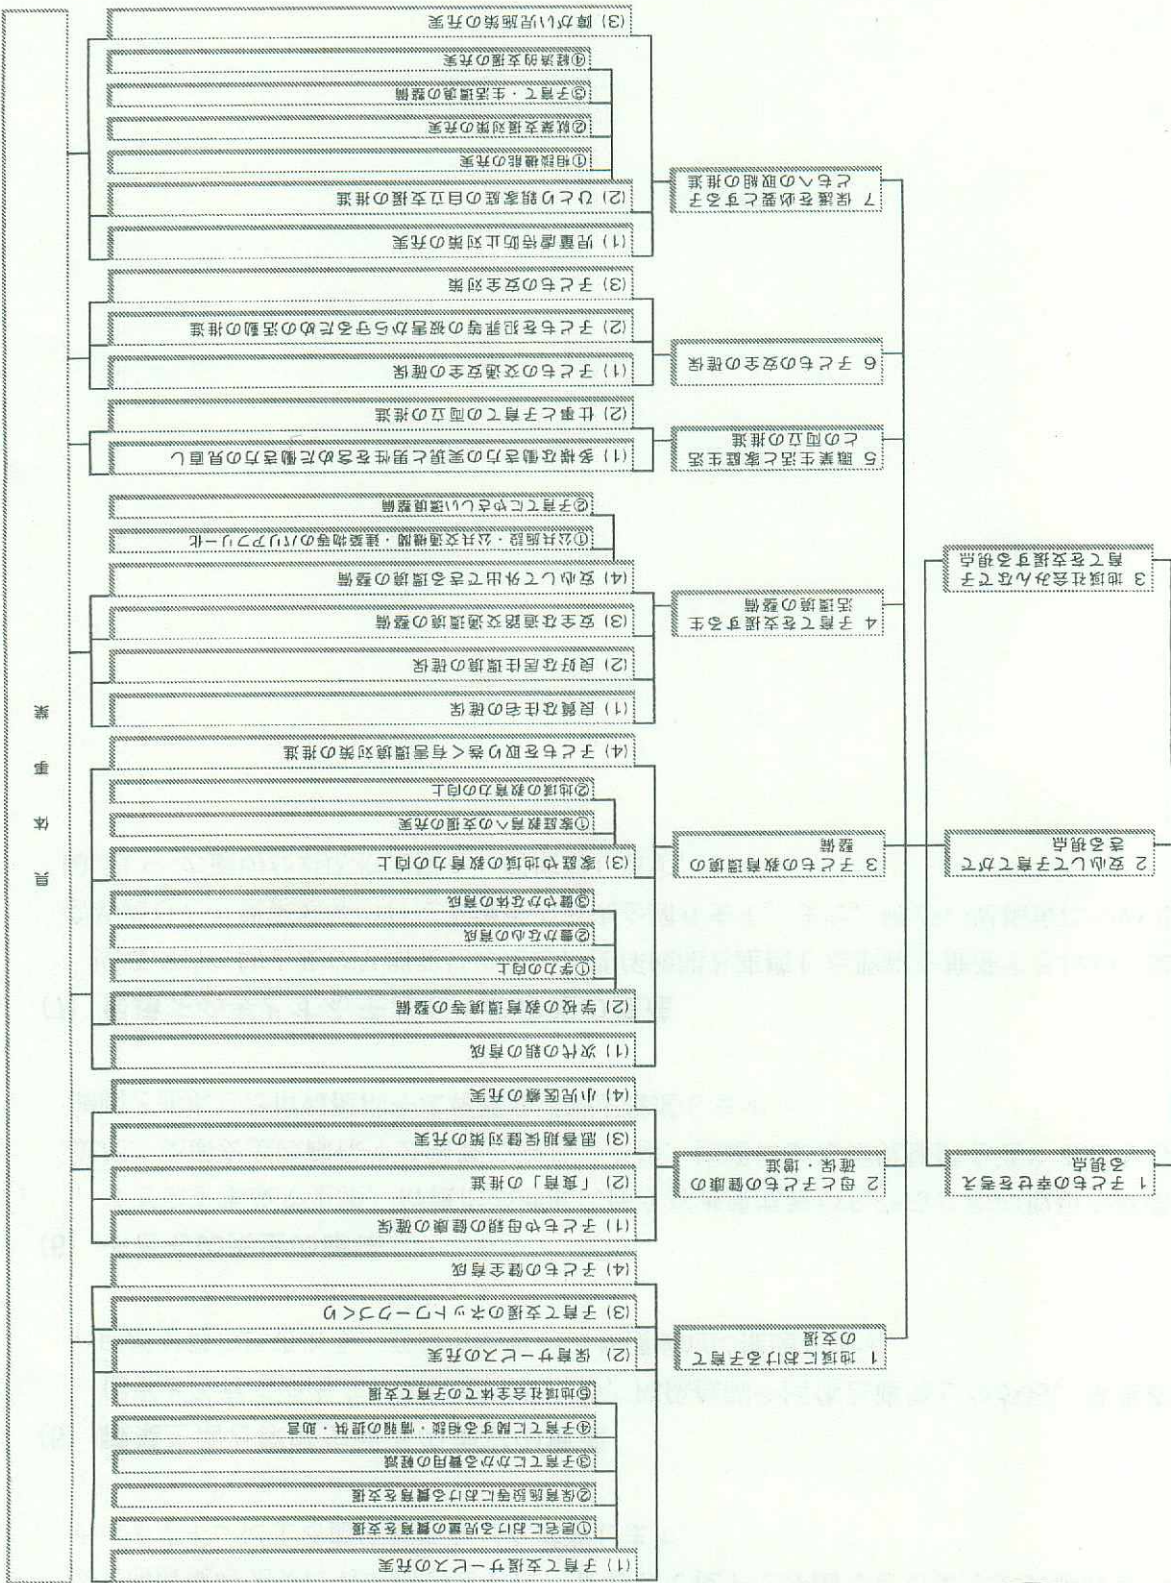 1 子どもの幸せを考え
る視点
2 安心して子育てがで
きる視点
3 地域社会みんなで子
育てを支援する視点
1 地域における子育て
の支援
(1) 子育て支援サービスの充実
①居宅における児童の養育を支援
②保育施設等における養育を支援
③子育てにかかる費用の軽減
④子育てに関する相談・情報の提供・助言
⑤地域社会全体での子育て支援
(2) 保育サービスの充実
(3) 子育て支援のネットワークづくり
(4) 子どもの健全育成
2 母と子どもの健康の
確保・増進
(1) 子どもや母親の健康の確保
(2) 「食育」の推進
(3) 思春期保健対策の充実
(4) 小児医療の充実
3 子どもの教育環境の
整備
(1) 次代の親の育成
(2) 学校の教育環境等の整備
①学力の向上
②豊かな心の育成
③健やかな体の育成
(3) 家庭や地域の教育力の向上
①家庭教育への支援の充実
②地域の教育力の向上
(4) 子どもを取り巻く有害環境対策の推進
4 子育てを支援する生
活環境の整備
(1) 良質な住宅の確保
(2) 良好な居住環境の確保
(3) 安全な道路交通環境の整備
(4) 安心して外出できる環境の整備
①公共施設・公共交通機関・建築物等のバリアフリー化
②子育てにやさしい環境整備
5 職業生活と家庭生活
との両立の推進
(1) 多様な働き方の実現と男性を含めた働き方の見直し
(2) 仕事と子育ての両立の推進
6 子どもの安全の確保
(1) 子どもの交通安全の確保
(2) 子どもを犯罪等の被害から守るための活動の推進
(3) 子どもの安全対策
7 保護を必要とする子
どもへの取組の推進
(1) 児童虐待防止対策の充実
(2) ひとり親家庭の自立支援の推進
①相談機能の充実
②就業支援対策の充実
③子育て・生活環境の整備
④経済的支援の充実
(3) 障がい児施策の充実
具体事業